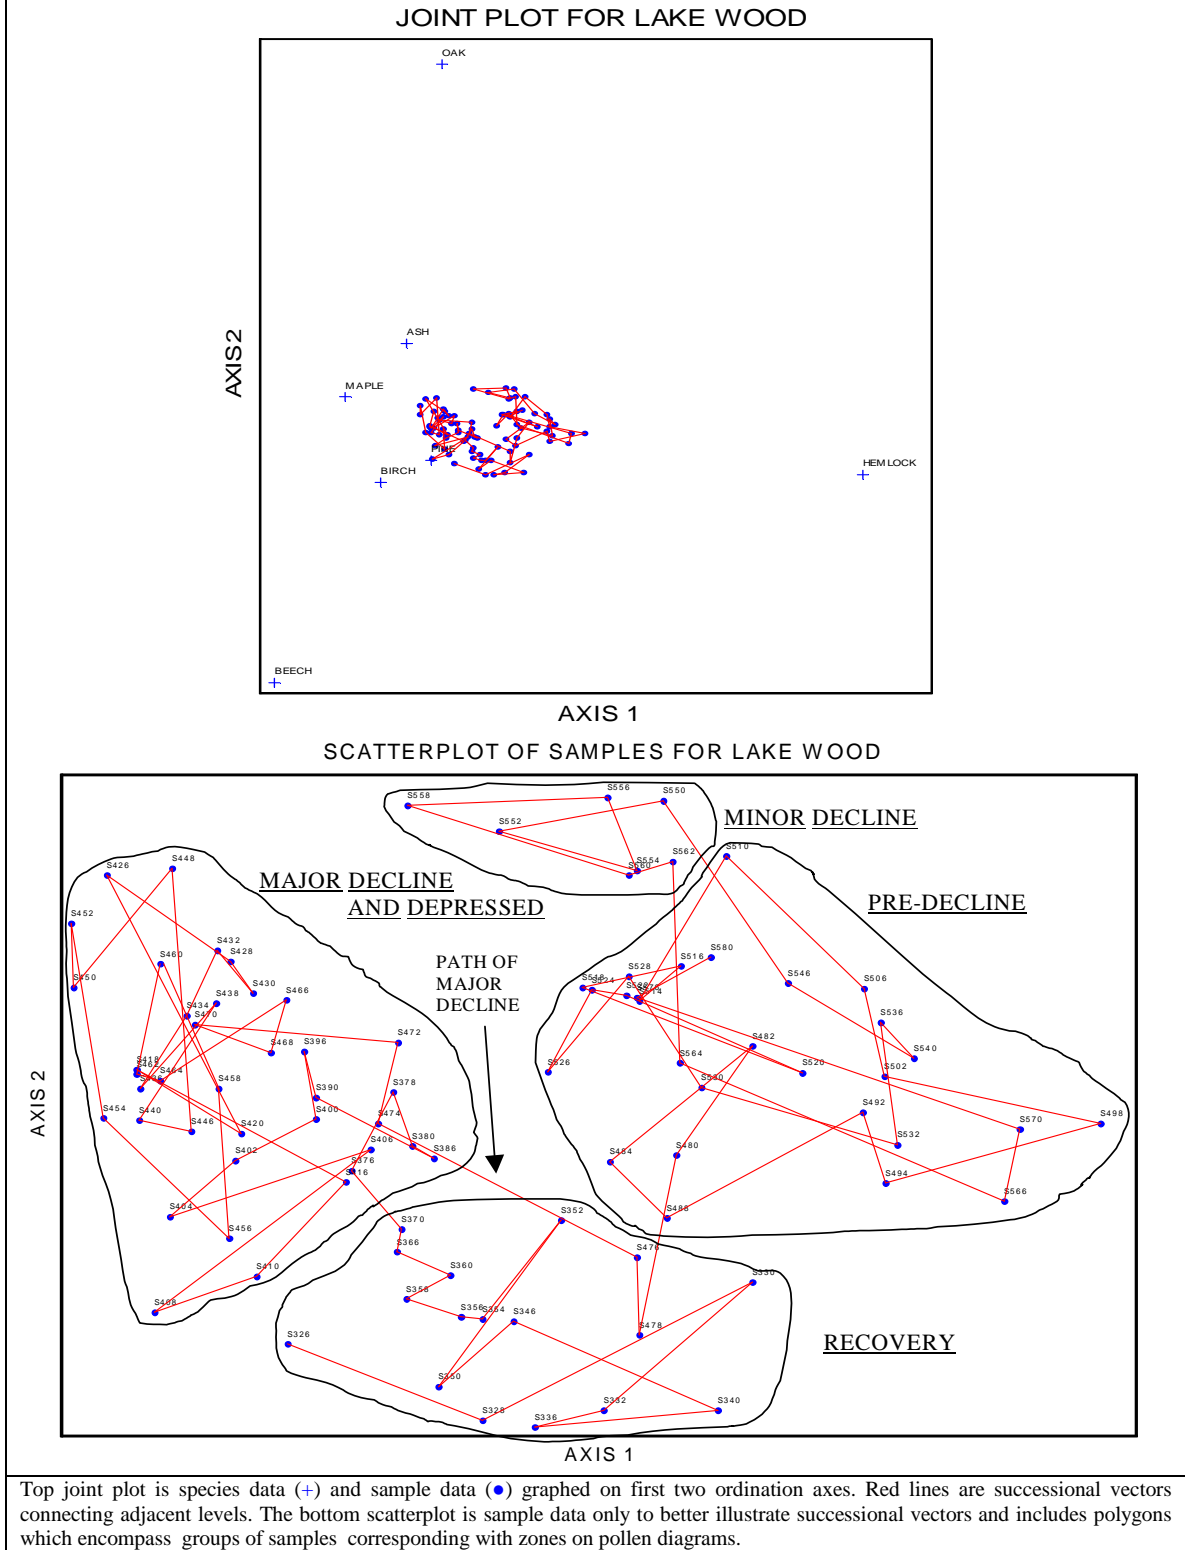 JOINT PLOT FOR LAKE WOOD
OAK
ASH
MAPLE
PINE
BIRCH
HEMLOCK
BEECH
AXIS 2
AXIS 1
SCATTERPLOT OF SAMPLES FOR LAKE WOOD
S558
S556
S550
S552
MINOR DECLINE
S554
S560
S562
S510
S426
S448
MAJOR DECLINE
AND DEPRESSED
PRE-DECLINE
S452
S432
S428
S460
S450
S430
S438
S466
S434
S470
PATH OF
MAJOR
DECLINE
S580
S516
S528
S518
S524
S546
S506
S536
S472
S468
S396
S482
S540
S418
S462
S464
S458
S390
S378
S526
S564
S530
S520
S502
S454
S440
S446
S420
S400
S474
S380
S386
S492
S532
S570
S498
S402
S406
S376
S416
S484
S480
S494
S566
S404
S456
S486
S370
S352
S366
S476
S410
S360
S330
S408
S358
S356
S354
S346
S326
S478
RECOVERY
S350
S328
S332
S340
S336
AXIS 2
AXIS 1
Top joint plot is species data (+) and sample data (●) graphed on first two ordination axes. Red lines are successional vectors
connecting adjacent levels. The bottom scatterplot is sample data only to better illustrate successional vectors and includes polygons
which encompass groups of samples corresponding with zones on pollen diagrams.